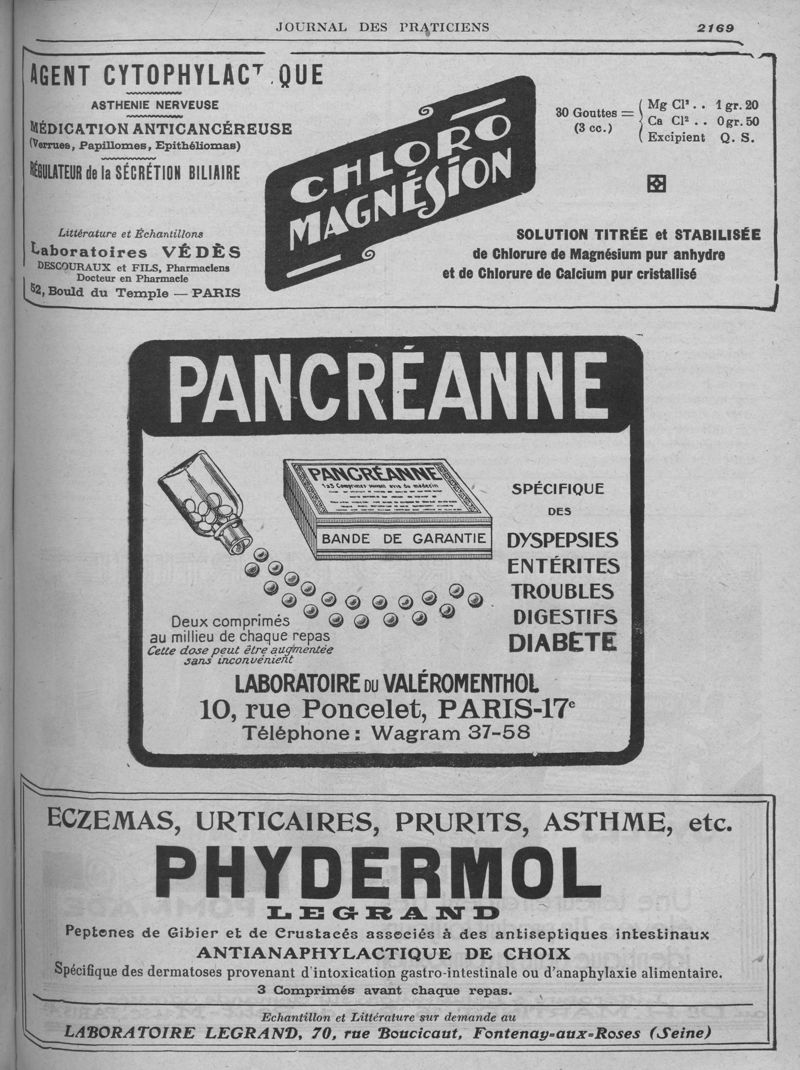 JOURNAL DES PRATICIENS 2169
AGENT CYTOPHYLACT QUE
ASTHENIE NERVEUSE
MÉDICATION ANTICANCÉREUSE
(Verrues, Papillomes, Epithéliomas)
RÉGULATEUR de la SÉCRÉTION BILIAIRE
Littérature et Échantillons
Laboratoires VÉDÈS
DESCOURAUX et FILS, Pharmaciens
Docteur en Pharmacie
52, Bould du Temple — PARIS
CHLORO
MAGNÉSION
30 Gouttes =
(3 cc.)
Mg Cl² . . 1 gr. 20
Ca Cl² . . 0 gr. 50
Excipient Q. S.
SOLUTION TITRÉE et STABILISÉE
de Chlorure de Magnésium pur anhydre
et de Chlorure de Calcium pur cristallisé
PANCRÉANNE
PANCRÉANNE
BANDE DE GARANTIE
SPÉCIFIQUE
DES
DYSPEPSIES
ENTÉRITES
TROUBLES
DIGESTIFS
DIABÈTE
Deux comprimés
au millieu de chaque repas
Cette dose peut être augmentée
sans inconvénient
LABORATOIRE DU VALÉROMENTHOL
10, rue Poncelet, PARIS-17e
Téléphone : Wagram 37-58
ECZEMAS, URTICAIRES, PRURITS, ASTHME, etc.
PHYDERMOL
LEGRAND
Peptones de Gibier et de Crustacés associés à des antiseptiques intestinaux
ANTIANAPHYLACTIQUE DE CHOIX
Spécifique des dermatoses provenant d'intoxication gastro-intestinale ou d'anaphylaxie alimentaire.
3 Comprimés avant chaque repas.
Echantillon et Littérature sur demande au
LABORATOIRE LEGRAND, 70, rue Boucicaut, Fontenay-aux-Roses (Seine)